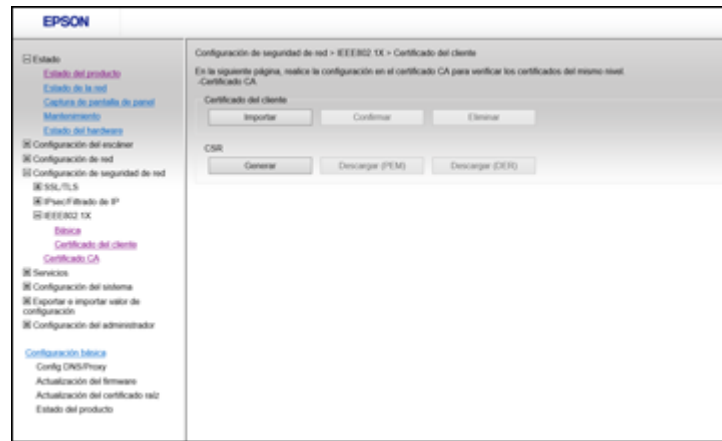 EPSON
Estado
Estado del producto
Estado de la red
Captura de pantalla de panel
Mantenimiento
Estado del hardware
Configuración del escáner
Configuración de red
Configuración de seguridad de red
SSL/TLS
IPsec/Filtrado de IP
IEEE802.1X
Básica
Certificado del cliente
Certificado CA
Servicios
Configuración del sistema
Exportar e importar valor de
configuración
Configuración del administrador
Configuración básica
Config DNS/Proxy
Actualización del firmware
Actualización del certificado raíz
Estado del producto
Configuración de seguridad de red > IEEE802.1X > Certificado del cliente
En la siguiente página, realice la configuración en el certificado CA para verificar los certificados del mismo nivel.
-Certificado CA
Certificado del cliente
Importar Confirmar Eliminar
CSR
Generar Descargar (PEM) Descargar (DER)